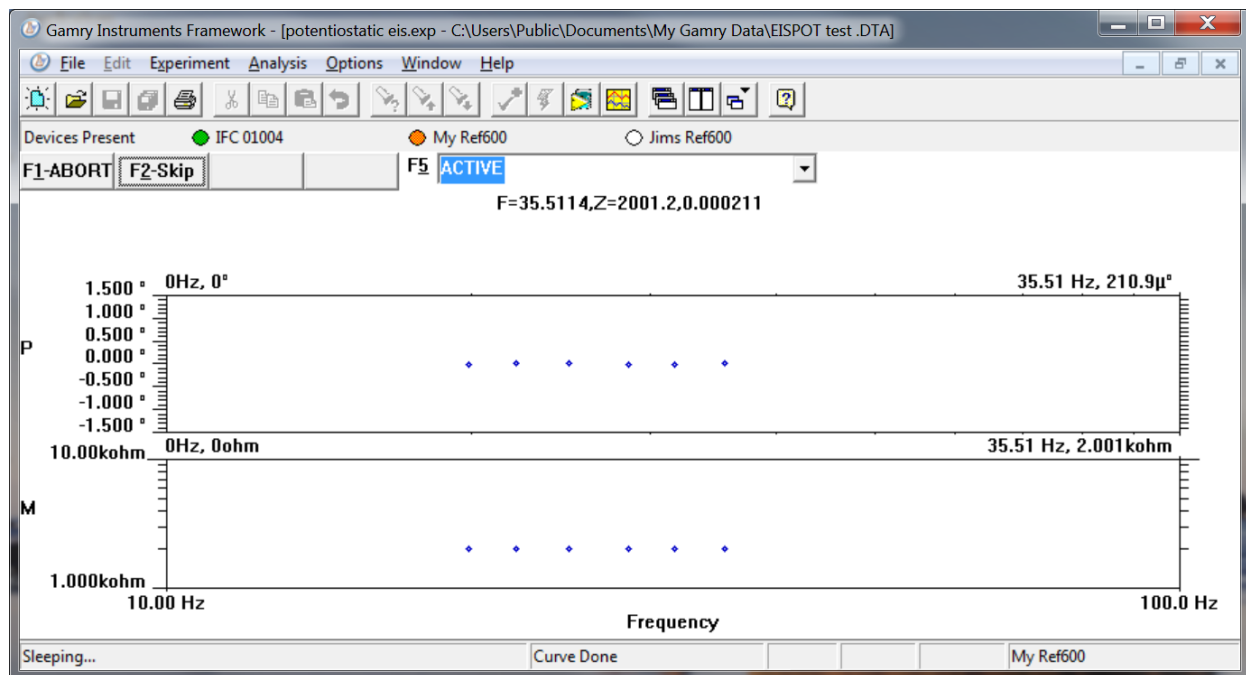 Gamry Instruments Framework - [potentiostatic eis.exp - C:\Users\Public\Documents\My Gamry Data\EISPOT test .DTA]
File Edit Experiment Analysis Options Window Help
Devices Present IFC 01004 My Ref600 Jims Ref600
F1-ABORT F2-Skip F5 ACTIVE
F=35.5114,Z=2001.2,0.000211
0Hz, 0° 35.51 Hz, 210.9µ°
1.500 °
1.000 °
0.500 °
P
0.000 °
-0.500 °
-1.000 °
-1.500 °
0Hz, 0ohm 35.51 Hz, 2.001kohm
10.00kohm
M
1.000kohm
10.00 Hz 100.0 Hz
Frequency
Sleeping... Curve Done My Ref600